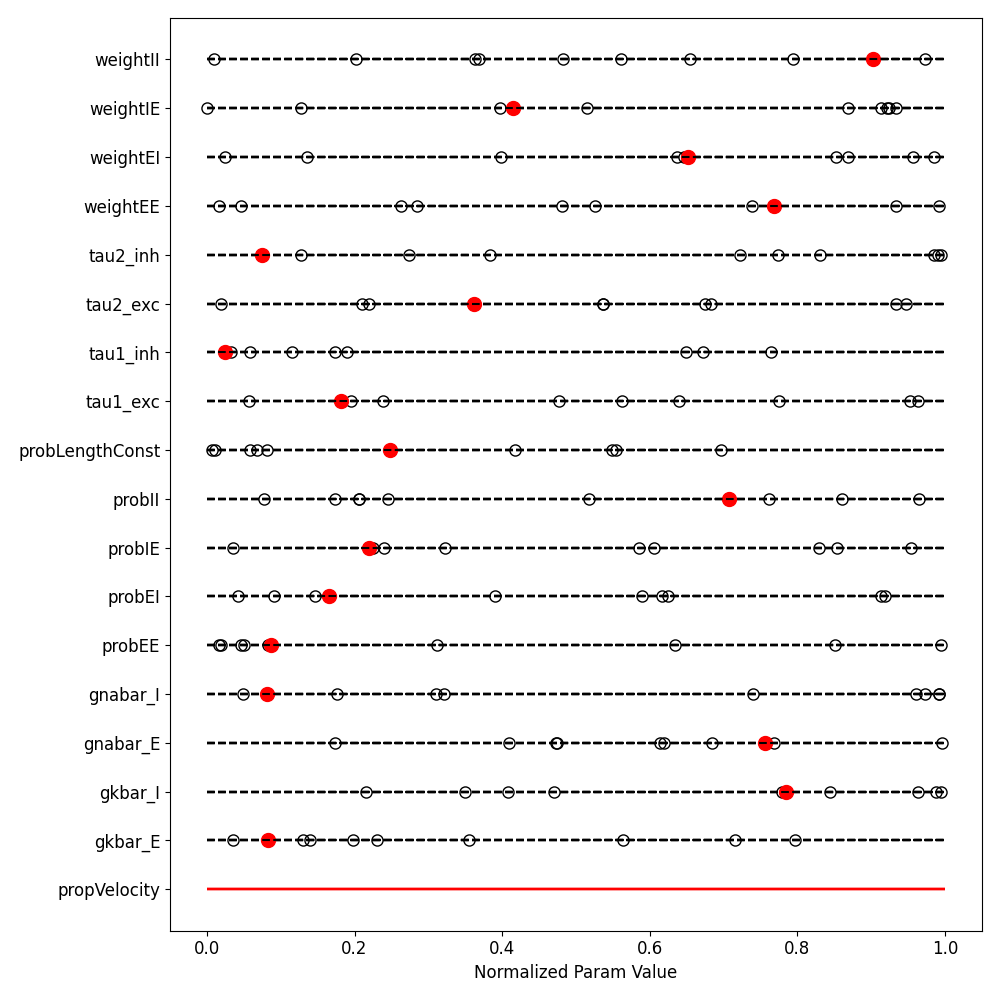 weightII
weightIE
weightEI
weightEE
tau2_inh
tau2_exc
tau1_inh
tau1_exc
probLengthConst
probII
probIE
probEI
probEE
gnabar_I
gnabar_E
gkbar_I
gkbar_E
propVelocity
0.0 0.2 0.4 0.6 0.8 1.0
Normalized Param Value